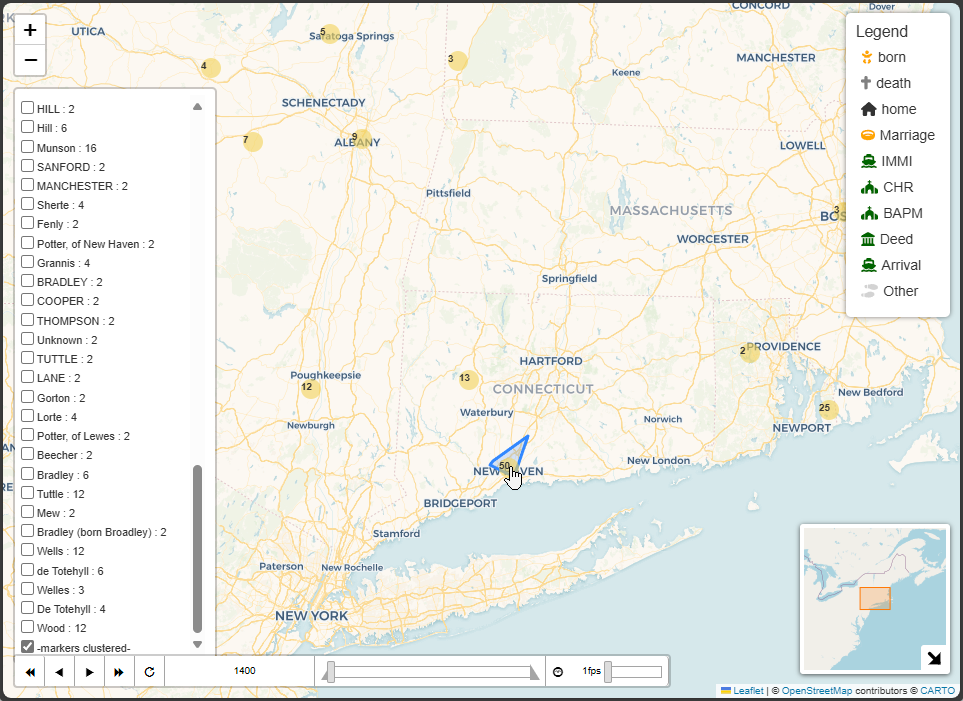 +
−
UTICA
5
Saratoga Springs
4
3
CONCORD
Dover
MANCHESTER
Keene
SCHENECTADY
7
9
ALBANY
LOWELL
Pittsfield
MASSACHUSETTS
3
WORCESTER
Springfield
2
PROVIDENCE
HARTFORD
Poughkeepsie
12
13
CONNECTICUT
New Bedford
25
Waterbury
Norwich
NEWPORT
Newburgh
50
NEW HAVEN
New London
BRIDGEPORT
Stamford
Paterson
New Rochelle
NEW YORK
Legend
born
death
home
Marriage
IMMI
CHR
BAPM
Deed
Arrival
Other
HILL : 2
Hill : 6
Munson : 16
SANFORD : 2
MANCHESTER : 2
Sherte : 4
Fenly : 2
Potter, of New Haven : 2
Grannis : 4
BRADLEY : 2
COOPER : 2
THOMPSON : 2
Unknown : 2
TUTTLE : 2
LANE : 2
Gorton : 2
Lorte : 4
Potter, of Lewes : 2
Beecher : 2
Bradley : 6
Tuttle : 12
Mew : 2
Bradley (born Broadley) : 2
Wells : 12
de Totehyll : 6
Welles : 3
De Totehyll : 4
Wood : 12
-markers clustered-
1400
1fps
Leaflet | © OpenStreetMap contributors © CARTO